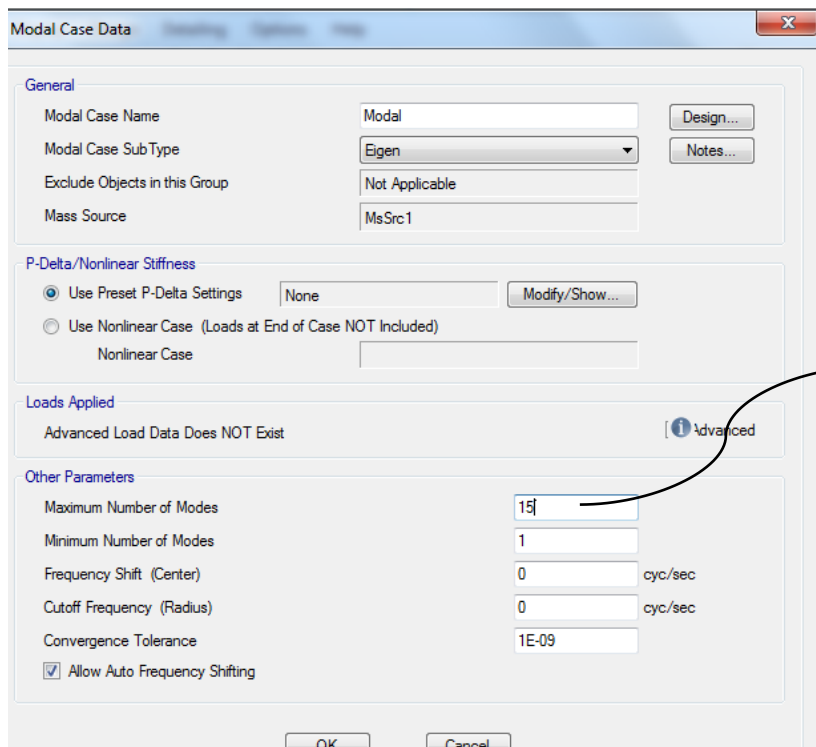 Modal Case Data
General
Modal Case Name Modal Design...
Modal Case SubType Eigen Notes...
Exclude Objects in this Group Not Applicable
Mass Source MsSrc1
P-Delta/Nonlinear Stiffness
Use Preset P-Delta Settings None Modify/Show...
Use Nonlinear Case (Loads at End of Case NOT Included)
Nonlinear Case
Loads Applied
Advanced Load Data Does NOT Exist Advanced
Other Parameters
Maximum Number of Modes 15
Minimum Number of Modes 1
Frequency Shift (Center) 0 cyc/sec
Cutoff Frequency (Radius) 0 cyc/sec
Convergence Tolerance 1E-09
Allow Auto Frequency Shifting
OK Cancel